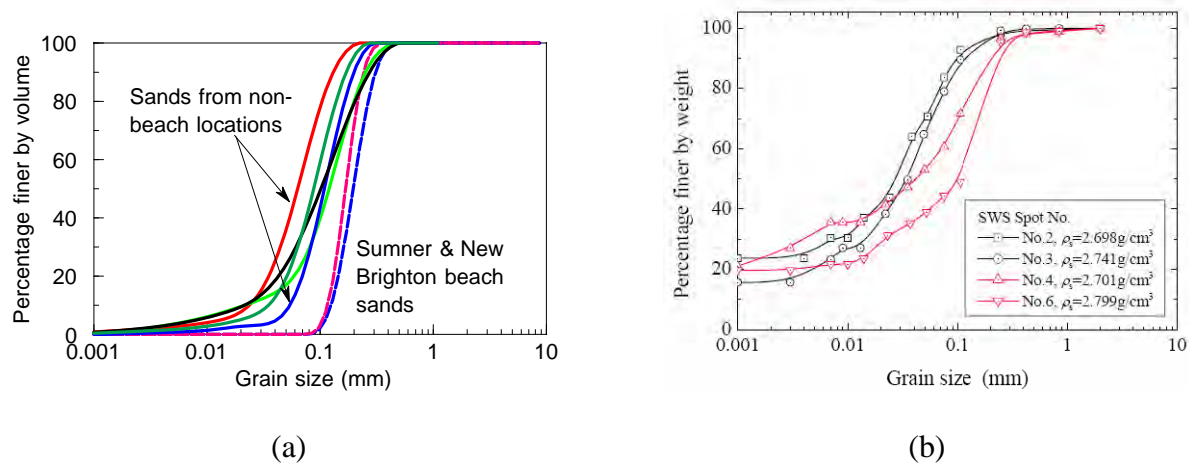 100
80
60
40
20
0
Percentage finer by volume
Sands from non-
beach locations
Sumner & New
Brighton beach
sands
0.001 0.01 0.1 1 10
Grain size (mm)
(a)
100
80
60
40
20
0
Percentage finer by weight
SWS Spot No.
No.2, ρs=2.698g/cm³
No.3, ρs=2.741g/cm³
No.4, ρs=2.701g/cm³
No.6, ρs=2.799g/cm³
0.001 0.01 0.1 1 10
Grain size (mm)
(b)